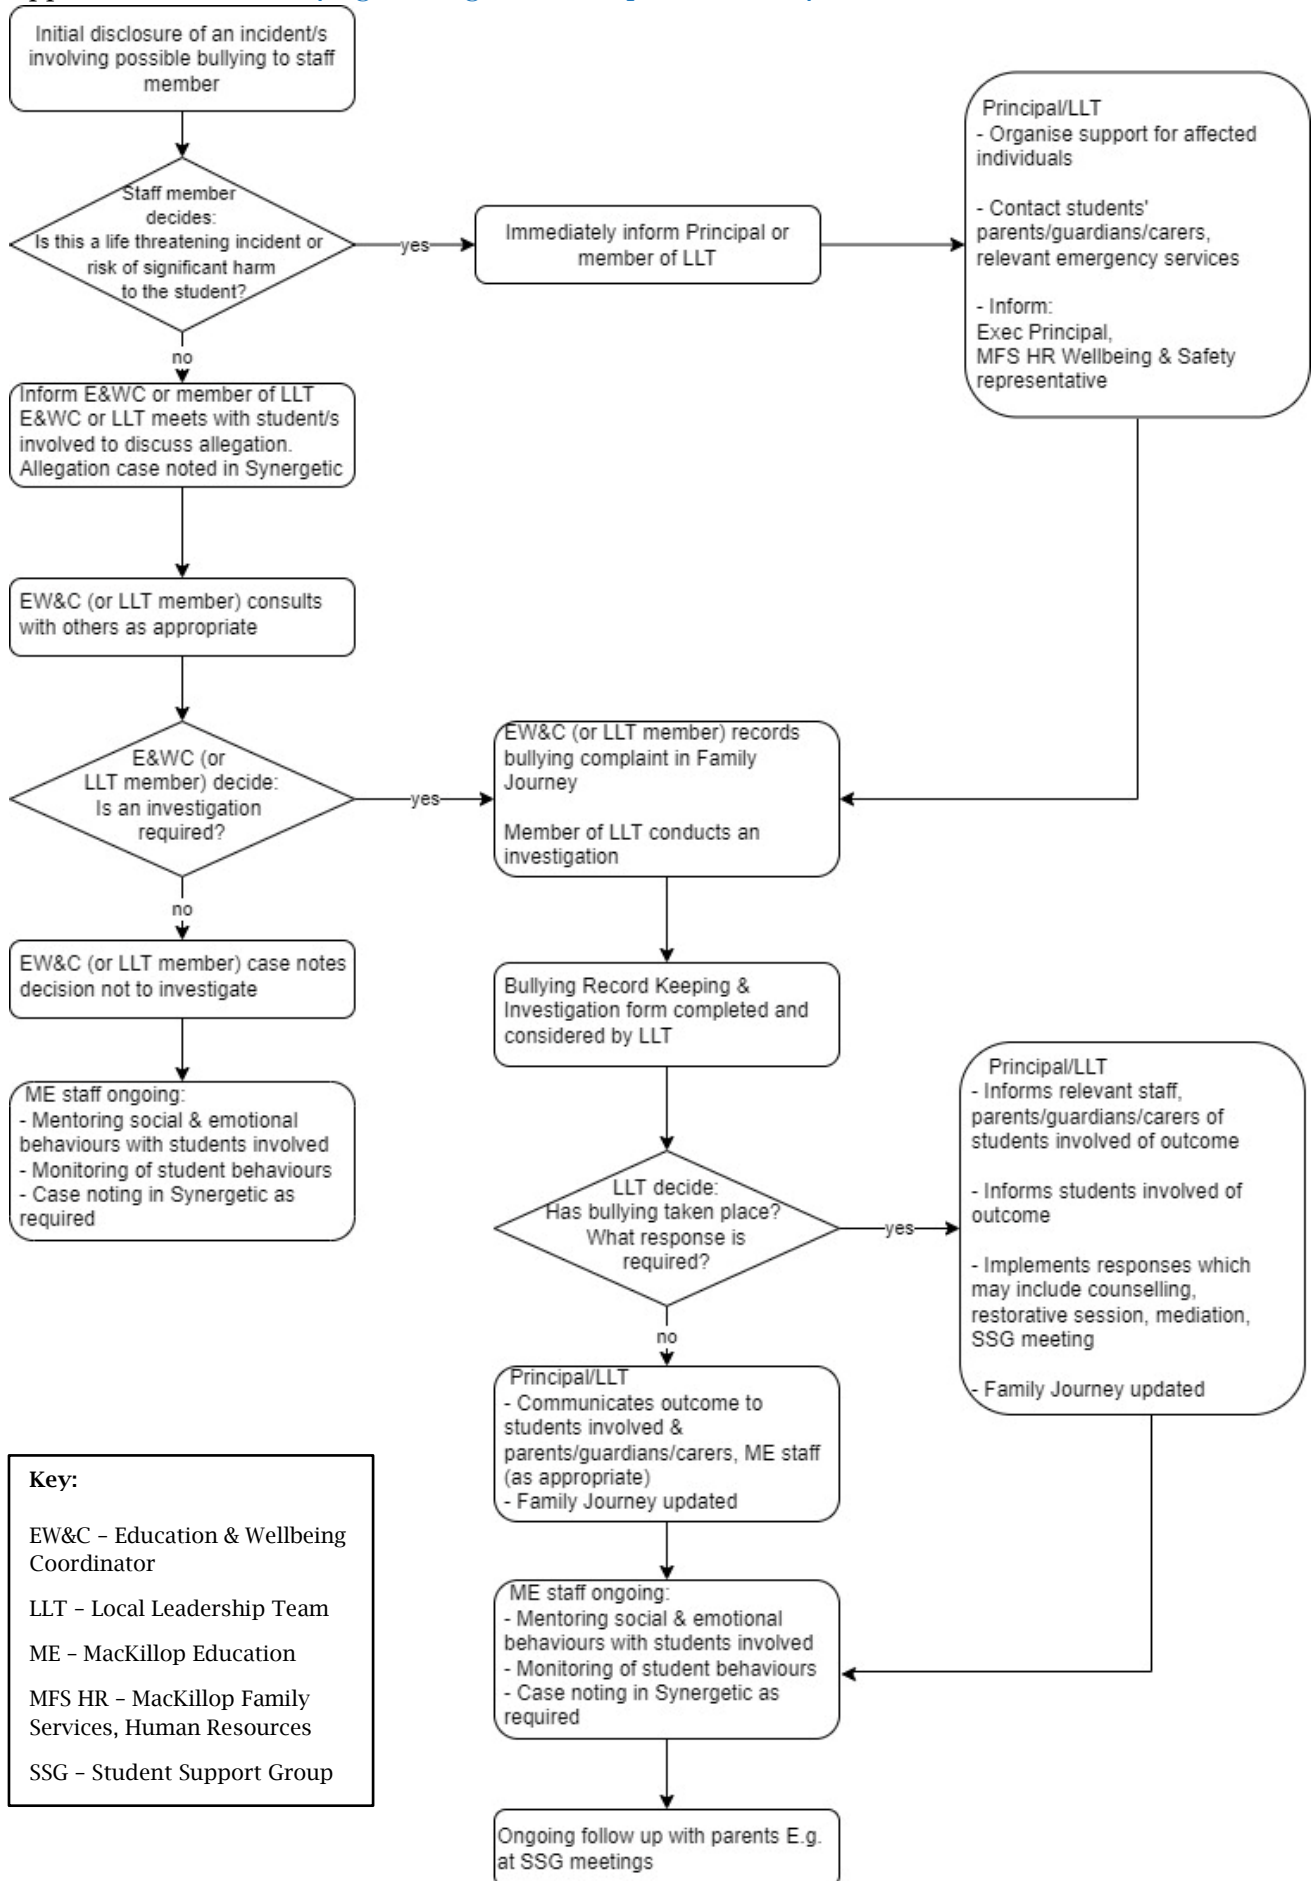 Initial disclosure of an incident/s
involving possible bullying to staff
member
Staff member
decides:
Is this a life threatening incident or
risk of significant harm
to the student?
yes
Immediately inform Principal or
member of LLT
Principal/LLT
- Organise support for affected
individuals
- Contact students'
parents/guardians/carers,
relevant emergency services
- Inform:
Exec Principal,
MFS HR Wellbeing & Safety
representative
no
Inform E&WC or member of LLT
E&WC or LLT meets with student/s
involved to discuss allegation.
Allegation case noted in Synergetic
EW&C (or LLT member) consults
with others as appropriate
E&WC (or
LLT member) decide:
Is an investigation
required?
yes
EW&C (or LLT member) records
bullying complaint in Family
Journey
Member of LLT conducts an
investigation
no
EW&C (or LLT member) case notes
decision not to investigate
ME staff ongoing:
- Mentoring social & emotional
behaviours with students involved
- Monitoring of student behaviours
- Case noting in Synergetic as
required
Bullying Record Keeping &
Investigation form completed and
considered by LLT
LLT decide:
Has bullying taken place?
What response is
required?
yes
Principal/LLT
- Informs relevant staff,
parents/guardians/carers of
students involved of outcome
- Informs students involved of
outcome
- Implements responses which
may include counselling,
restorative session, mediation,
SSG meeting
- Family Journey updated
no
Principal/LLT
- Communicates outcome to
students involved &
parents/guardians/carers, ME staff
(as appropriate)
- Family Journey updated
ME staff ongoing:
- Mentoring social & emotional
behaviours with students involved
- Monitoring of student behaviours
- Case noting in Synergetic as
required
Ongoing follow up with parents E.g.
at SSG meetings
Key:
EW&C – Education & Wellbeing
Coordinator
LLT – Local Leadership Team
ME – MacKillop Education
MFS HR – MacKillop Family
Services, Human Resources
SSG – Student Support Group